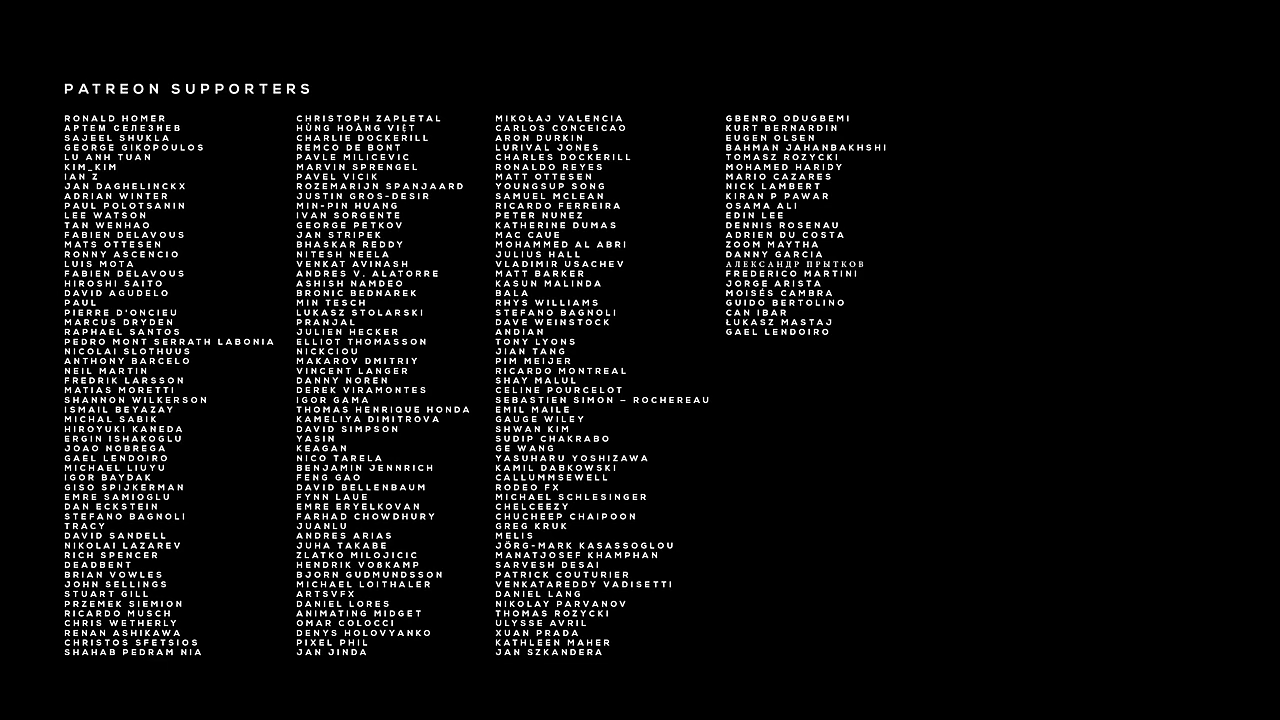 PATREON SUPPORTERS
RONALD HOMER
АРТЕМ СЕЛЕЗНЕВ
SAJEEL SHUKLA
GEORGE GIKOPOULOS
LU ANH TUAN
KIM_KIM
IAN Z
JAN DAGHELINCKX
ADRIAN WINTER
PAUL POLOTSANIN
LEE WATSON
TAN WENHAO
FABIEN DELAVOUS
MATS OTTESEN
RONNY ASCENCIO
LUIS MOTA
FABIEN DELAVOUS
HIROSHI SAITO
DAVID AGUDELO
PAUL
PIERRE D'ONCIEU
MARCUS DRYDEN
RAPHAEL SANTOS
PEDRO MONT SERRATH LABONIA
NICOLAI SLOTHUUS
ANTHONY BARCELO
NEIL MARTIN
FREDRIK LARSSON
MATIAS MORETTI
SHANNON WILKERSON
ISMAIL BEYAZAY
MICHAL SABIK
HIROYUKI KANEDA
ERGIN ISHAKOGLU
JOAO NOBREGA
GAEL LENDOIRO
MICHAEL LIUYU
IGOR BAYDAK
GISO SPIJKERMAN
EMRE SAMIOGLU
DAN ECKSTEIN
STEFANO BAGNOLI
TRACY
DAVID SANDELL
NIKOLAI LAZAREV
RICH SPENCER
DEADBENT
BRIAN VOWLES
JOHN SELLINGS
STUART GILL
PRZEMEK SIEMION
RICARDO MUSCH
CHRIS WETHERLY
RENAN ASHIKAWA
CHRISTOS SFETSIOS
SHAHAB PEDRAM NIA
CHRISTOPH ZAPLETAL
HÙNG HOÀNG VIỆT
CHARLIE DOCKERILL
REMCO DE BONT
PAVLE MILICEVIC
MARVIN SPRENGEL
PAVEL VICIK
ROZEMARIJN SPANJAARD
JUSTIN GROS-DESIR
MIN-PIN HUANG
IVAN SORGENTE
GEORGE PETKOV
JAN STRIPEK
BHASKAR REDDY
NITESH NEELA
VENKAT AVINASH
ANDRES V. ALATORRE
ASHISH NAMDEO
BRONIC BEDNAREK
MIN TESCH
LUKASZ STOLARSKI
PRANJAL
JULIEN HECKER
ELLIOT THOMASSON
NICKCIOU
MAKAROV DMITRIY
VINCENT LANGER
DANNY NOREN
DEREK VIRAMONTES
IGOR GAMA
THOMAS HENRIQUE HONDA
KAMELIYA DIMITROVA
DAVID SIMPSON
YASIN
KEAGAN
NICO TARELA
BENJAMIN JENNRICH
FENG GAO
DAVID BELLENBAUM
FYNN LAUE
EMRE ERYELKOVAN
FARHAD CHOWDHURY
JUANLU
ANDRES ARIAS
JUHA TAKABE
ZLATKO MILOJICIC
HENDRIK VOßKAMP
BJORN GUDMUNDSSON
MICHAEL LOITHALER
ARTSVFX
DANIEL LORES
ANIMATING MIDGET
OMAR COLOCCI
DENYS HOLOVYANKO
PIXEL PHIL
JAN JINDA
MIKOŁAJ VALENCIA
CARLOS CONCEICAO
ARON DURKIN
LURIVAL JONES
CHARLES DOCKERILL
RONALDO REYES
MATT OTTESEN
YOUNGSUP SONG
SAMUEL MCLEAN
RICARDO FERREIRA
PETER NUNEZ
KATHERINE DUMAS
MAC CAUE
MOHAMMED AL ABRI
JULIUS HALL
VLADIMIR USACHEV
MATT BARKER
KASUN MALINDA
BALA
RHYS WILLIAMS
STEFANO BAGNOLI
DAVE WEINSTOCK
ANDIAN
TONY LYONS
JIAN TANG
PIM MEIJER
RICARDO MONTREAL
SHAY MALUL
CELINE POURCELOT
SEBASTIEN SIMON – ROCHEREAU
EMIL MAILE
GAUGE WILEY
SHWAN KIM
SUDIP CHAKRABO
GE WANG
YASUHARU YOSHIZAWA
KAMIL DABKOWSKI
CALLUMMSEWELL
RODEO FX
MICHAEL SCHLESINGER
CHELCEEZY
CHUCHEEP CHAIPOON
GREG KRUK
MELIS
JÖRG-MARK KASASSOGLOU
MANATJOSEF KHAMPHAN
SARVESH DESAI
PATRICK COUTURIER
VENKATAREDDY VADISETTI
DANIEL LANG
NIKOLAY PARVANOV
THOMAS ROZYCKI
ULYSSE AVRIL
XUAN PRADA
KATHLEEN MAHER
JAN SZKANDERA
GBENRO ODUGBEMI
KURT BERNARDIN
EUGEN OLSEN
BAHMAN JAHANBAKHSHI
TOMASZ ROZYCKI
MOHAMED HARIDY
MARIO CAZARES
NICK LAMBERT
KIRAN P PAWAR
OSAMA ALI
EDIN LEE
DENNIS ROSENAU
ADRIEN DU COSTA
ZOOM MAYTHA
DANNY GARCIA
АЛЕКСАНДР ПРЫТКОВ
FREDERICO MARTINI
JORGE ARISTA
MOISÉS CAMBRA
GUIDO BERTOLINO
CAN IBAR
ŁUKASZ MASTAJ
GAEL LENDOIRO